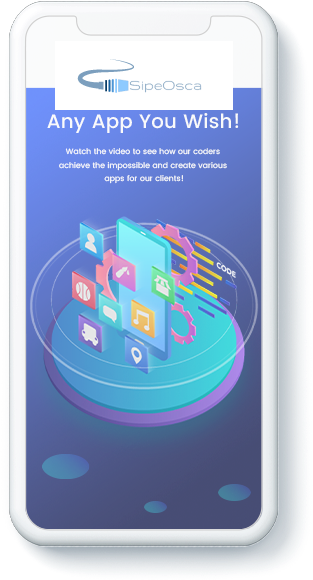 SipeOsca
Any App You Wish!
Watch the video to see how our coders
achieve the impossible and create various
apps for our clients!
CODE